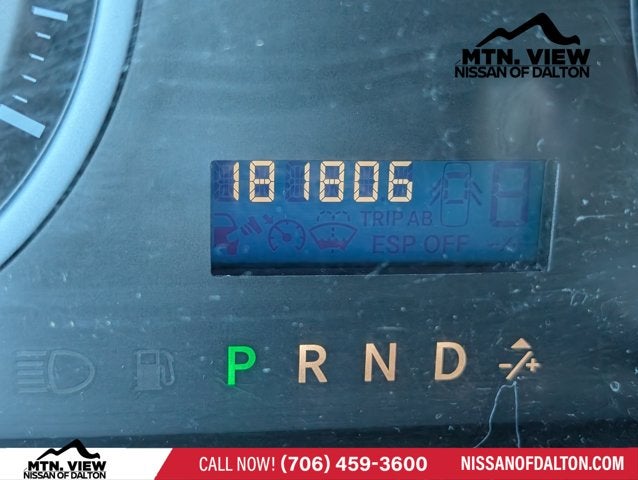 MTN. VIEW
NISSAN OF DALTON
181806
TRIP AB
ESP OFF -/+
P R N D -/+
MTN. VIEW
NISSAN OF DALTON
CALL NOW! (706) 459-3600
NISSANOFDALTON.COM